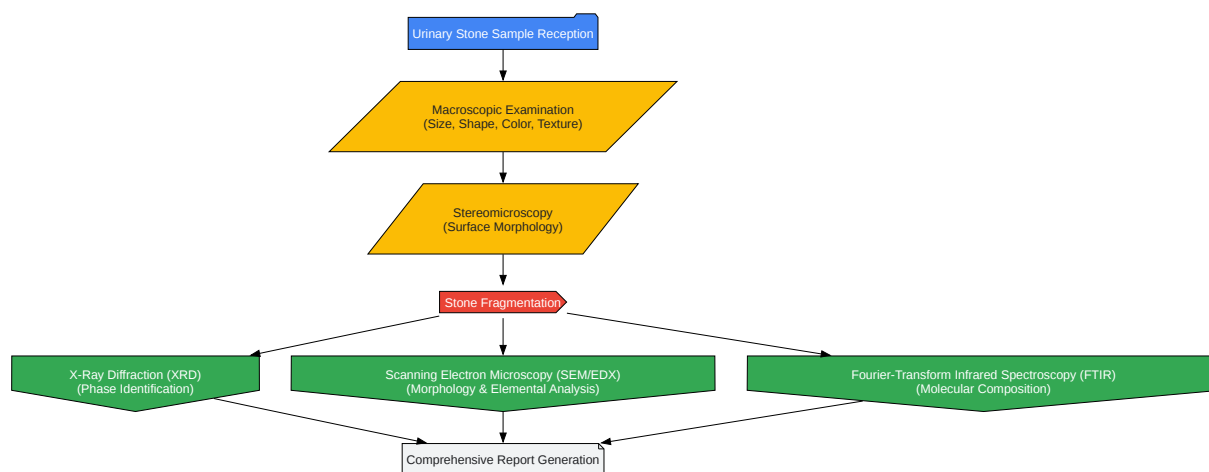 Urinary Stone Sample Reception
Macroscopic Examination
(Size, Shape, Color, Texture)
Stereomicroscopy
(Surface Morphology)
Stone Fragmentation
X-Ray Diffraction (XRD)
(Phase Identification)
Scanning Electron Microscopy (SEM/EDX)
(Morphology & Elemental Analysis)
Fourier-Transform Infrared Spectroscopy (FTIR)
(Molecular Composition)
Comprehensive Report Generation